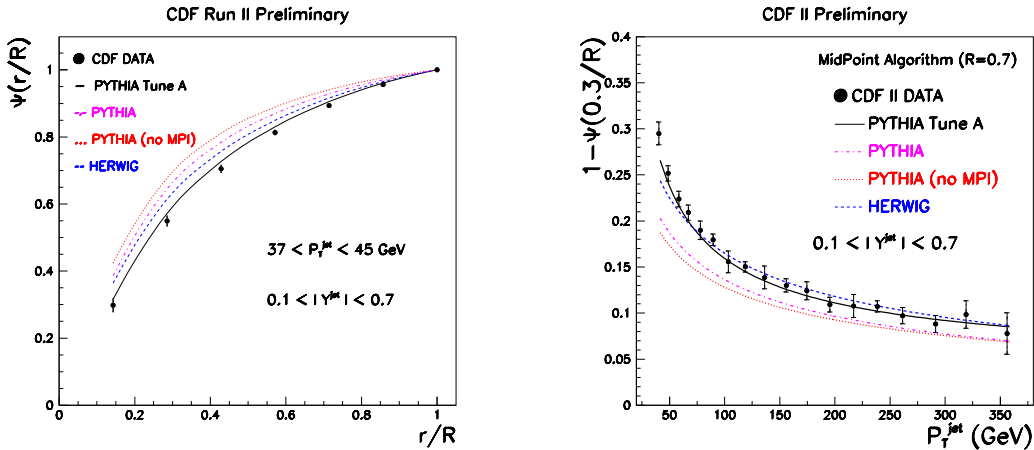 CDF Run II Preliminary
Ψ(r/R)
CDF DATA
PYTHIA Tune A
PYTHIA
PYTHIA (no MPI)
HERWIG
37 < P_T^jet < 45 GeV
0.1 < |Y^jet| < 0.7
1
0.8
0.6
0.4
0.2
0
0 0.2 0.4 0.6 0.8 1
r/R
CDF II Preliminary
1-Ψ(0.3/R)
MidPoint Algorithm (R=0.7)
CDF II DATA
PYTHIA Tune A
PYTHIA
PYTHIA (no MPI)
HERWIG
0.1 < |Y^jet| < 0.7
0.4
0.35
0.3
0.25
0.2
0.15
0.1
0.05
0
50 100 150 200 250 300 350
P_T^jet (GeV)